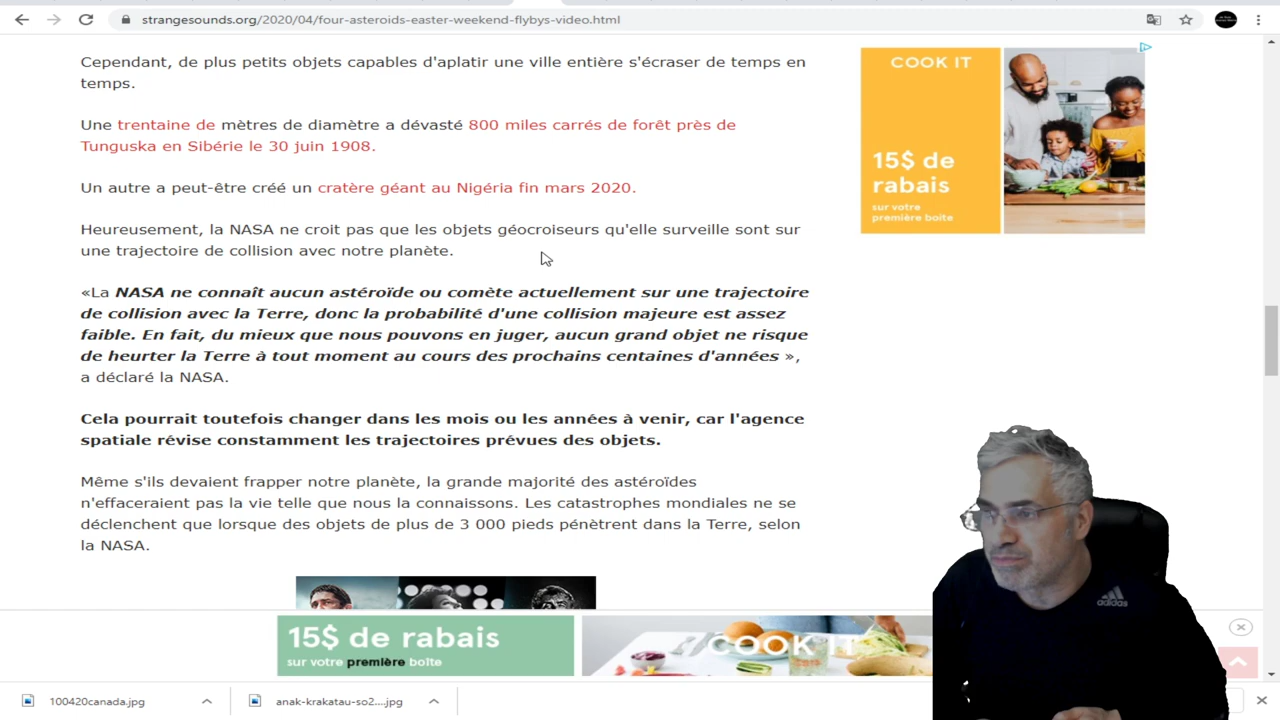 strangesounds.org/2020/04/four-asteroids-easter-weekend-flybys-video.html
Cependant, de plus petits objets capables d'aplatir une ville entière s'écraser de temps en
temps.
Une trentaine de mètres de diamètre a dévasté 800 miles carrés de forêt près de
Tunguska en Sibérie le 30 juin 1908.
Un autre a peut-être créé un cratère géant au Nigéria fin mars 2020.
Heureusement, la NASA ne croit pas que les objets géocroiseurs qu'elle surveille sont sur
une trajectoire de collision avec notre planète.
«La NASA ne connaît aucun astéroïde ou comète actuellement sur une trajectoire
de collision avec la Terre, donc la probabilité d'une collision majeure est assez
faible. En fait, du mieux que nous pouvons en juger, aucun grand objet ne risque
de heurter la Terre à tout moment au cours des prochains centaines d'années »,
a déclaré la NASA.
Cela pourrait toutefois changer dans les mois ou les années à venir, car l'agence
spatiale révise constamment les trajectoires prévues des objets.
Même s'ils devaient frapper notre planète, la grande majorité des astéroïdes
n'effaceraient pas la vie telle que nous la connaissons. Les catastrophes mondiales ne se
déclenchent que lorsque des objets de plus de 3 000 pieds pénètrent dans la Terre, selon
la NASA.
COOK IT
15$ de
rabais
sur votre
première boîte
15$ de rabais
sur votre première boîte
COOK IT
adidas
100420canada.jpg
anak-krakatau-so2....jpg